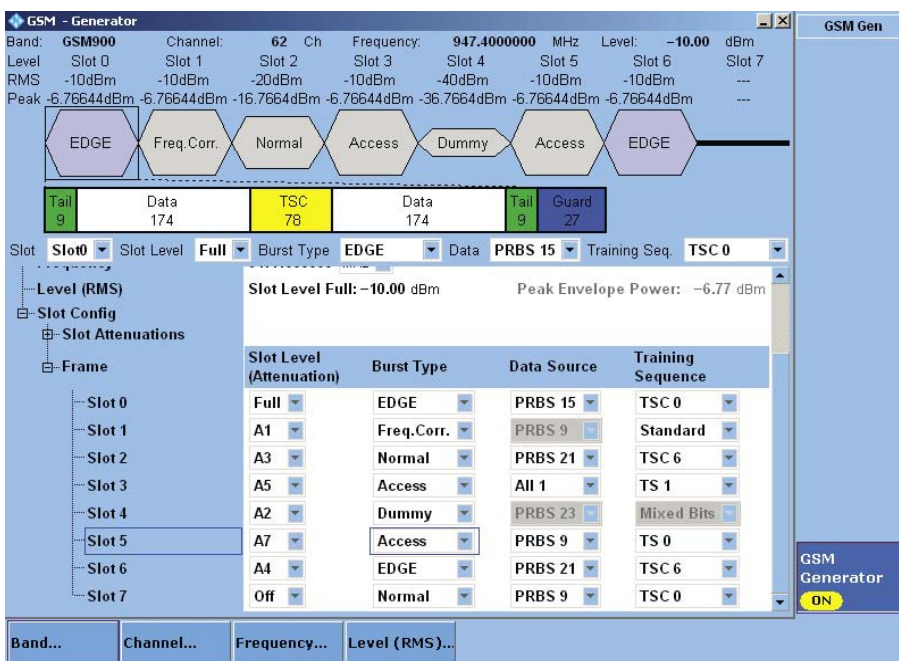 GSM - Generator
GSM Gen
Band: GSM900 Channel: 62 Ch Frequency: 947.4000000 MHz Level: -10.00 dBm
Level Slot 0 Slot 1 Slot 2 Slot 3 Slot 4 Slot 5 Slot 6 Slot 7
RMS -10dBm -10dBm -20dBm -10dBm -40dBm -10dBm -10dBm ---
Peak -6.76644dBm -6.76644dBm -16.7664dBm -6.76644dBm -36.7664dBm -6.76644dBm -6.76644dBm ---
EDGE Freq.Corr. Normal Access Dummy Access EDGE
Tail Data TSC Data Tail Guard
9 174 78 174 9 27
Slot Slot0 Slot Level Full Burst Type EDGE Data PRBS 15 Training Seq. TSC 0
Level (RMS) Slot Level Full: -10.00 dBm Peak Envelope Power: -6.77 dBm
Slot Config
Slot Attenuations
Frame
Slot Level (Attenuation) Burst Type Data Source Training Sequence
Slot 0 Full EDGE PRBS 15 TSC 0
Slot 1 A1 Freq.Corr. PRBS 9 Standard
Slot 2 A3 Normal PRBS 21 TSC 6
Slot 3 A5 Access All 1 TS 1
Slot 4 A2 Dummy PRBS 23 Mixed Bits
Slot 5 A7 Access PRBS 9 TS 0
Slot 6 A4 EDGE PRBS 21 TSC 6
Slot 7 Off Normal PRBS 9 TSC 0
GSM
Generator
ON
Band... Channel... Frequency... Level (RMS)...